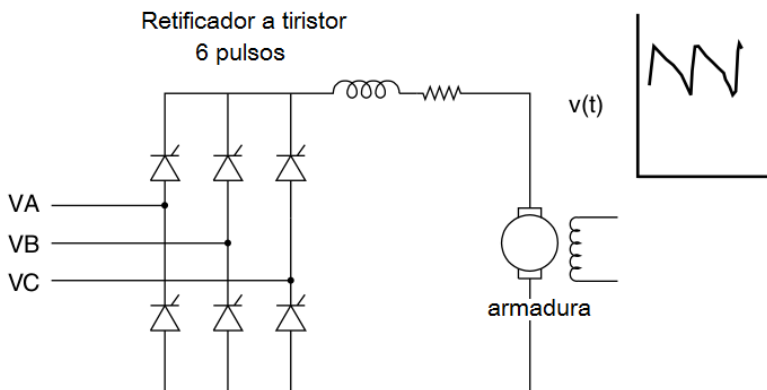 Retificador a tiristor
6 pulsos
v(t)
VA
VB
VC
armadura